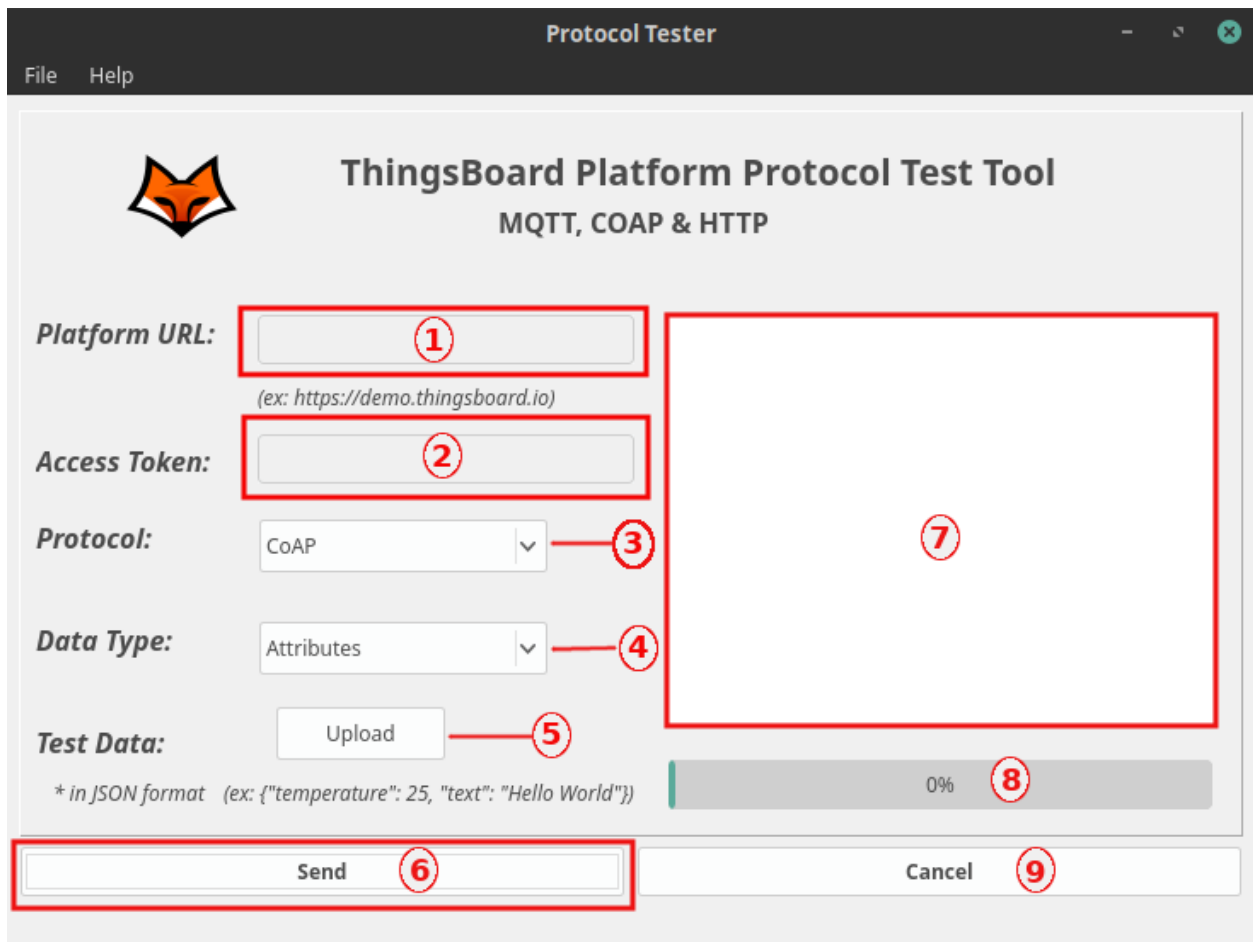 Protocol Tester
File Help
ThingsBoard Platform Protocol Test Tool
MQTT, COAP & HTTP
Platform URL:
1
(ex: https://demo.thingsboard.io)
Access Token:
2
Protocol:
CoAP
3
Data Type:
Attributes
4
Test Data:
Upload
5
* in JSON format (ex: {"temperature": 25, "text": "Hello World"})
7
0%
8
Send
6
Cancel
9